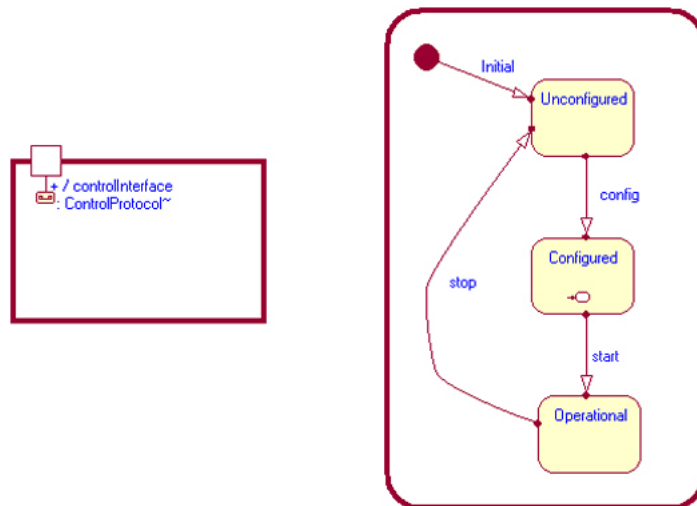 Initial
Unconfigured
+ / controlInterface
: ControlProtocol~
config
Configured
stop
start
Operational